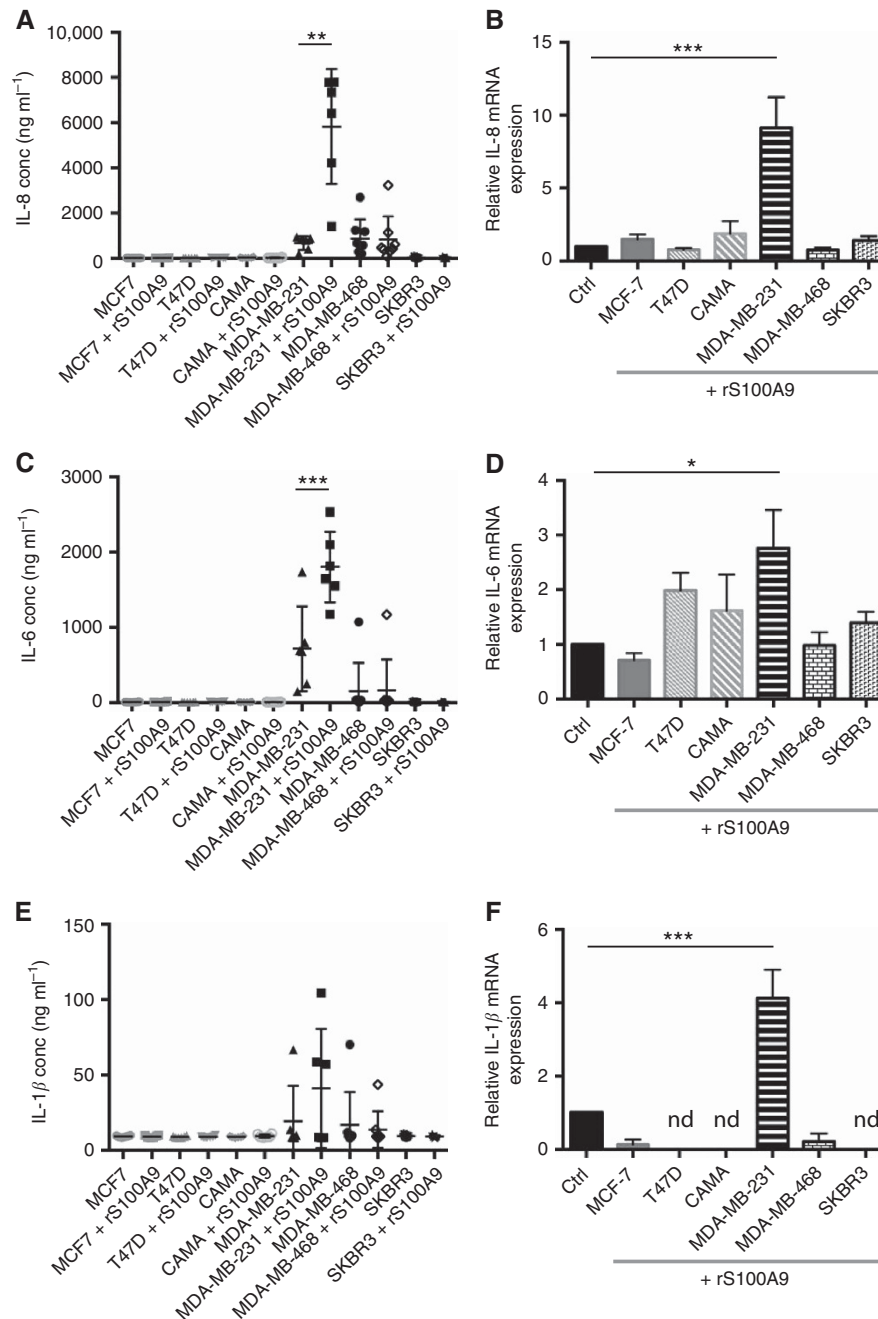 A
IL-8 conc (ng ml−1)
10,000
8000
6000
4000
2000
0
**
MCF7
MCF7 + rS100A9
T47D
T47D + rS100A9
CAMA
CAMA + rS100A9
MDA-MB-231
MDA-MB-231 + rS100A9
MDA-MB-468
MDA-MB-468 + rS100A9
SKBR3
SKBR3 + rS100A9
B
Relative IL-8 mRNA
expression
15
10
5
0
***
Ctrl
MCF-7
T47D
CAMA
MDA-MB-231
MDA-MB-468
SKBR3
+ rS100A9
C
IL-6 conc (ng ml−1)
3000
2000
1000
0
***
MCF7
MCF7 + rS100A9
T47D
T47D + rS100A9
CAMA
CAMA + rS100A9
MDA-MB-231
MDA-MB-231 + rS100A9
MDA-MB-468
MDA-MB-468 + rS100A9
SKBR3
SKBR3 + rS100A9
D
Relative IL-6 mRNA
expression
4
3
2
1
0
*
Ctrl
MCF-7
T47D
CAMA
MDA-MB-231
MDA-MB-468
SKBR3
+ rS100A9
E
IL-1β conc (ng ml−1)
150
100
50
0
MCF7
MCF7 + rS100A9
T47D
T47D + rS100A9
CAMA
CAMA + rS100A9
MDA-MB-231
MDA-MB-231 + rS100A9
MDA-MB-468
MDA-MB-468 + rS100A9
SKBR3
SKBR3 + rS100A9
F
Relative IL-1β mRNA
expression
6
4
2
0
***
nd
nd
nd
Ctrl
MCF-7
T47D
CAMA
MDA-MB-231
MDA-MB-468
SKBR3
+ rS100A9